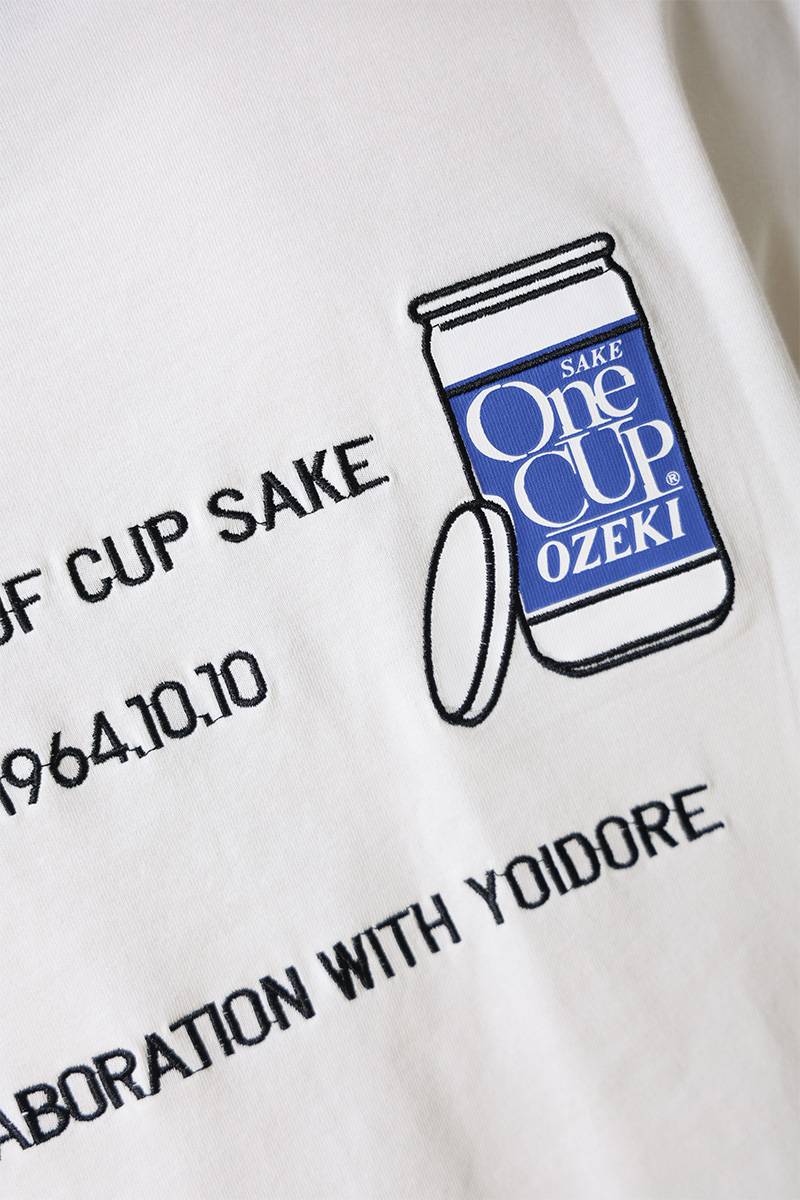 SAKE
One
CUP®
OZEKI
OF CUP SAKE
1964.10.10
ABORATION WITH YOIDORE